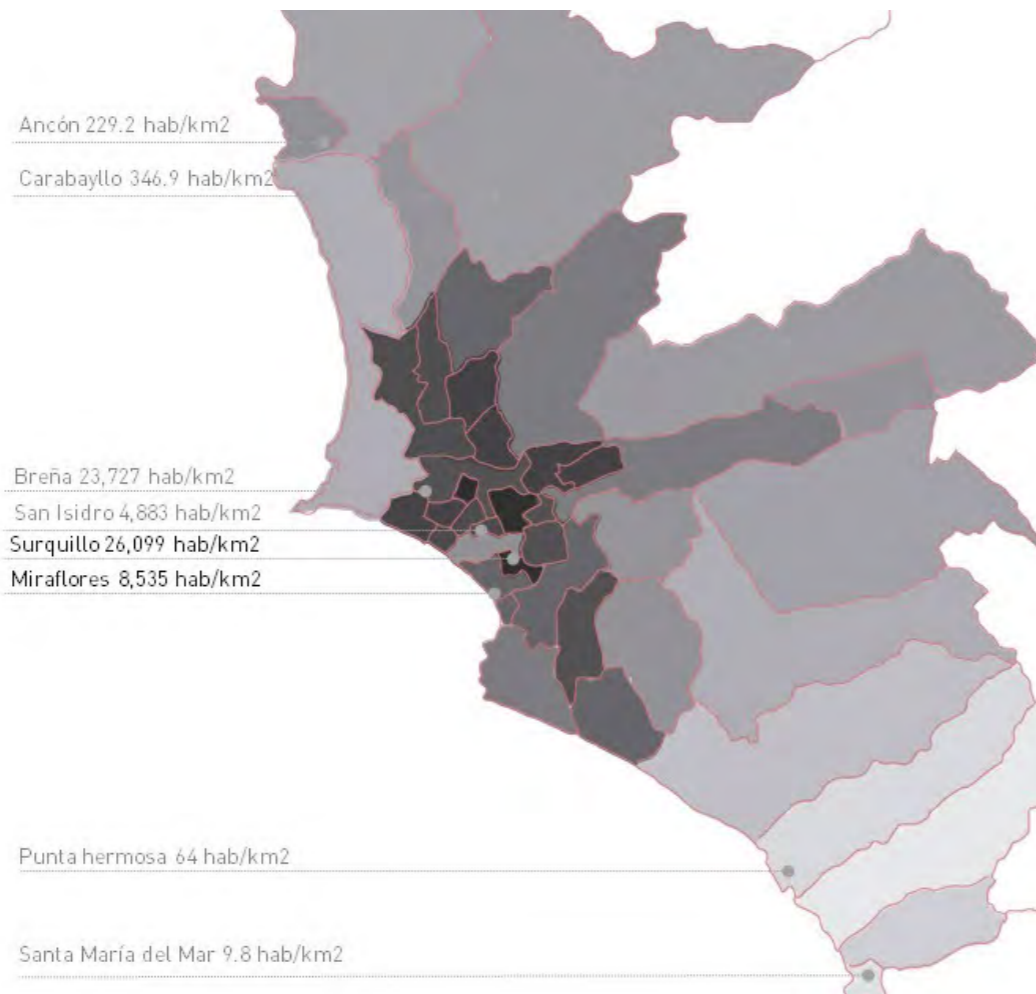 Ancón 229.2 hab/km2
Carabayllo 346.9 hab/km2
Breña 23,727 hab/km2
San Isidro 4,883 hab/km2
Surquillo 26,099 hab/km2
Miraflores 8,535 hab/km2
Punta hermosa 64 hab/km2
Santa María del Mar 9.8 hab/km2